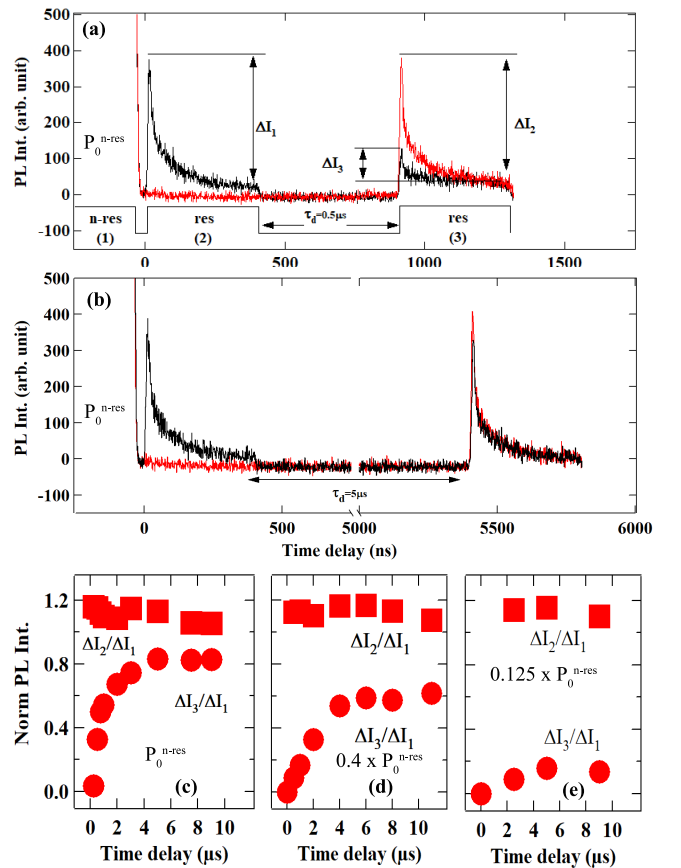 (a)
PL Int. (arb. unit)
500
400
300
200
100
0
-100
P₀ⁿ⁻ʳᵉˢ
ΔI₁
ΔI₃
ΔI₂
n-res
(1)
res
(2)
τd=0.5μs
res
(3)
0 500 1000 1500
(b)
PL Int. (arb. unit)
500
400
300
200
100
0
-100
P₀ⁿ⁻ʳᵉˢ
τd=5μs
0 500 5000 5500 6000
Time delay (ns)
Norm PL Int.
1.2
0.8
0.4
0.0
ΔI₂/ΔI₁
ΔI₃/ΔI₁
P₀ⁿ⁻ʳᵉˢ
(c)
0 2 4 6 8 10
Time delay (μs)
ΔI₂/ΔI₁
ΔI₃/ΔI₁
0.4 x P₀ⁿ⁻ʳᵉˢ
(d)
0 2 4 6 8 10
Time delay (μs)
ΔI₂/ΔI₁
0.125 x P₀ⁿ⁻ʳᵉˢ
ΔI₃/ΔI₁
(e)
0 2 4 6 8 10
Time delay (μs)